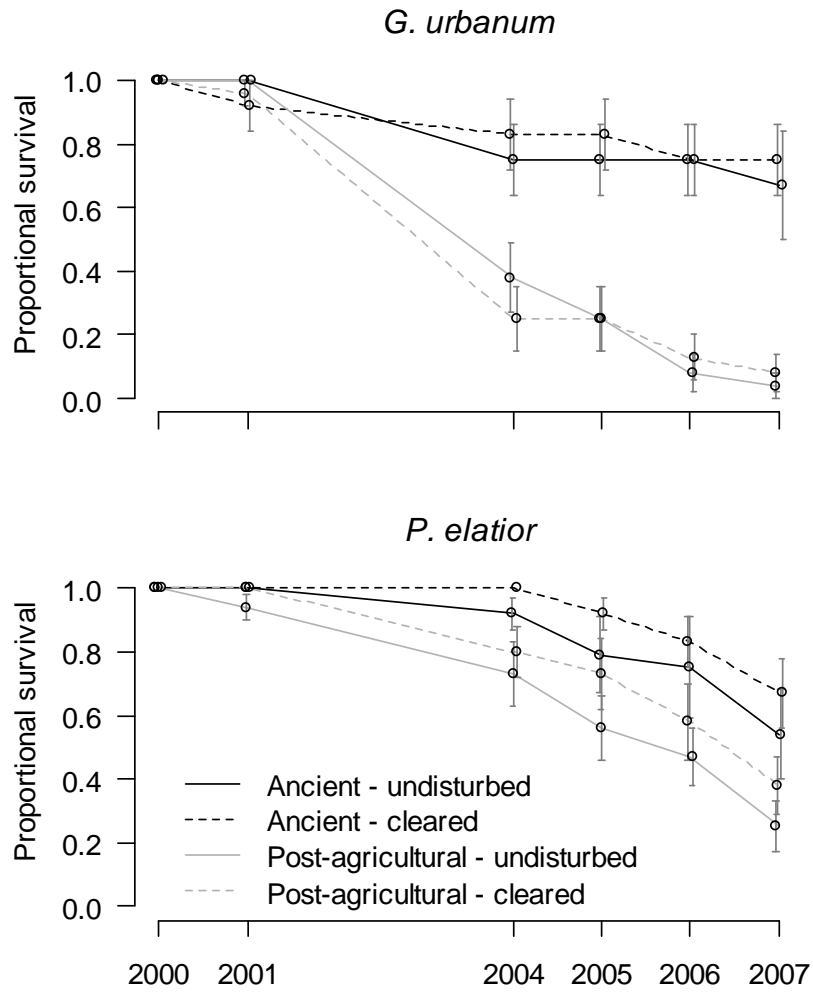 G. urbanum
Proportional survival
1.0
0.8
0.6
0.4
0.2
0.0
P. elatior
Proportional survival
1.0
0.8
0.6
0.4
0.2
0.0
Ancient - undisturbed
Ancient - cleared
Post-agricultural - undisturbed
Post-agricultural - cleared
2000 2001 2004 2005 2006 2007